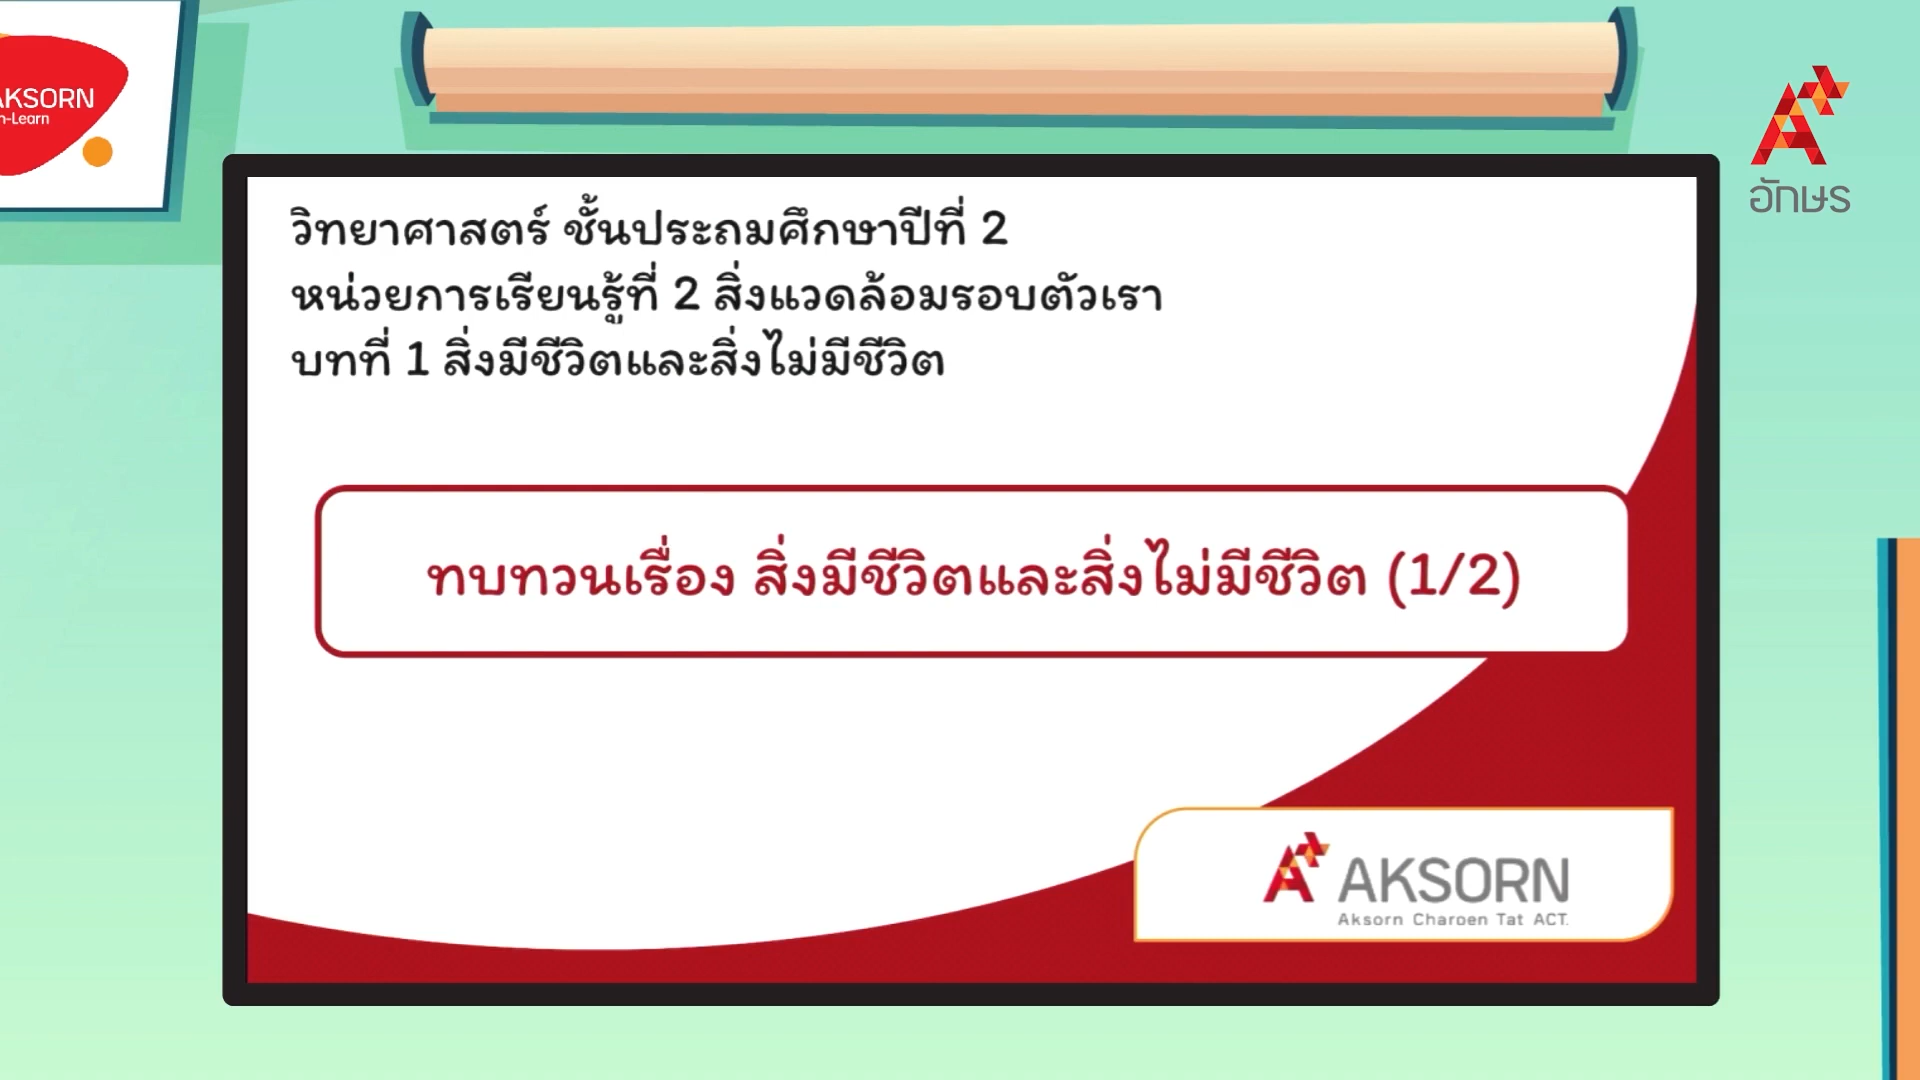 AKSORN
n-Learn
อักษร
วิทยาศาสตร์ ชั้นประถมศึกษาปีที่ 2
หน่วยการเรียนรู้ที่ 2 สิ่งแวดล้อมรอบตัวเรา
บทที่ 1 สิ่งมีชีวิตและสิ่งไม่มีชีวิต
ทบทวนเรื่อง สิ่งมีชีวิตและสิ่งไม่มีชีวิต (1/2)
AKSORN
Aksorn Charoen Tat ACT.